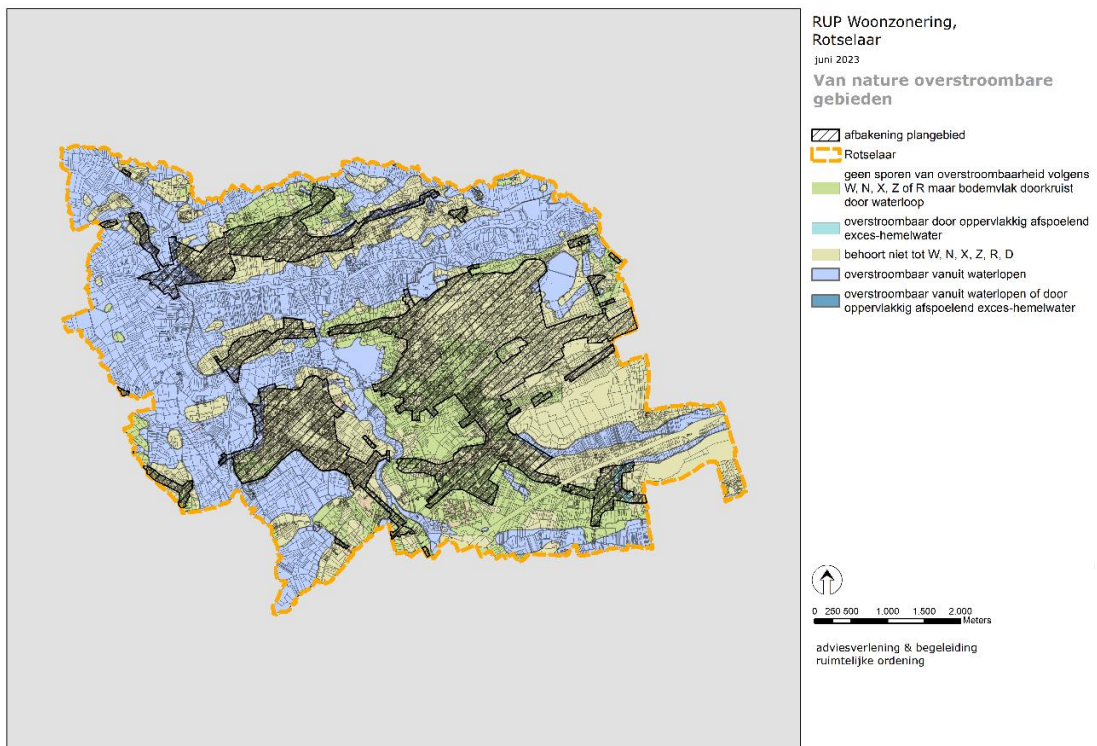 RUP Woonzonering,
Rotselaar
juni 2023
Van nature overstroombare
gebieden
afbakening plangebied
Rotselaar
geen sporen van overstroombaarheid volgens
W, N, X, Z of R maar bodemvlak doorkruist
door waterloop
overstroombaar door oppervlakkig afspoelend
exces-hemelwater
behoort niet tot W, N, X, Z, R, D
overstroombaar vanuit waterlopen
overstroombaar vanuit waterlopen of door
oppervlakkig afspoelend exces-hemelwater
0 250 500 1.000 1.500 2.000
Meters
adviesverlening & begeleiding
ruimtelijke ordening